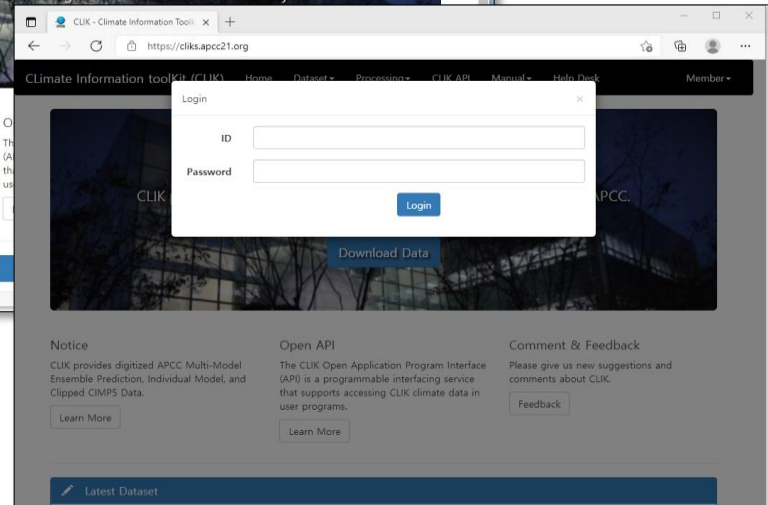 CLIK - Climate Information Toolk
https://cliks.apcc21.org
CLimate Information toolKit (CLIK) Home Dataset Processing CLIK API Manual Help Desk Member
Login
ID
Password
Login
CLIK
APCC.
Download Data
Notice
CLIK provides digitized APCC Multi-Model
Ensemble Prediction, Individual Model, and
Clipped CIMP5 Data.
Learn More
Open API
The CLIK Open Application Program Interface
(API) is a programmable interfacing service
that supports accessing CLIK climate data in
user programs.
Learn More
Comment & Feedback
Please give us new suggestions and
comments about CLIK.
Feedback
Latest Dataset